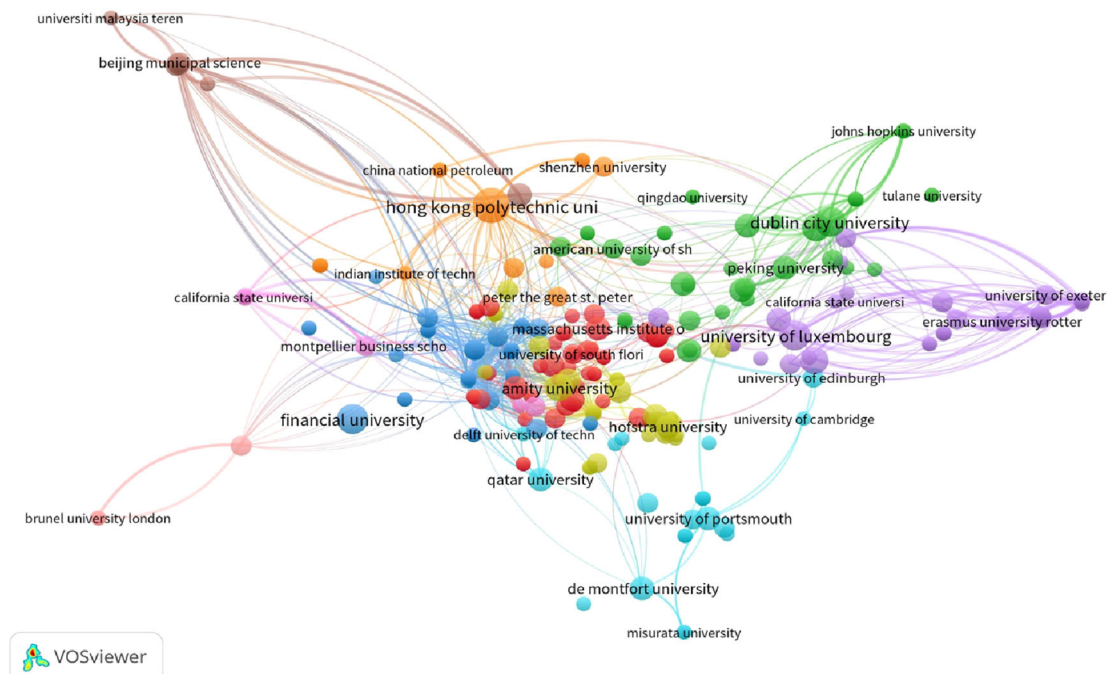 universiti malaysia teren
beijing municipal science
johns hopkins university
china national petroleum
shenzhen university
qingdao university
tulane university
hong kong polytechnic uni
dublin city university
american university of sh
peking university
indian institute of techn
california state universi
peter the great st. peter
california state universi
university of exeter
erasmus university rotter
massachusetts institute o
university of luxembourg
montpellier business scho
university of south flori
university of edinburgh
amity university
financial university
university of cambridge
hofstra university
delft university of techn
qatar university
brunel university london
university of portsmouth
de montfort university
misurata university
VOSviewer